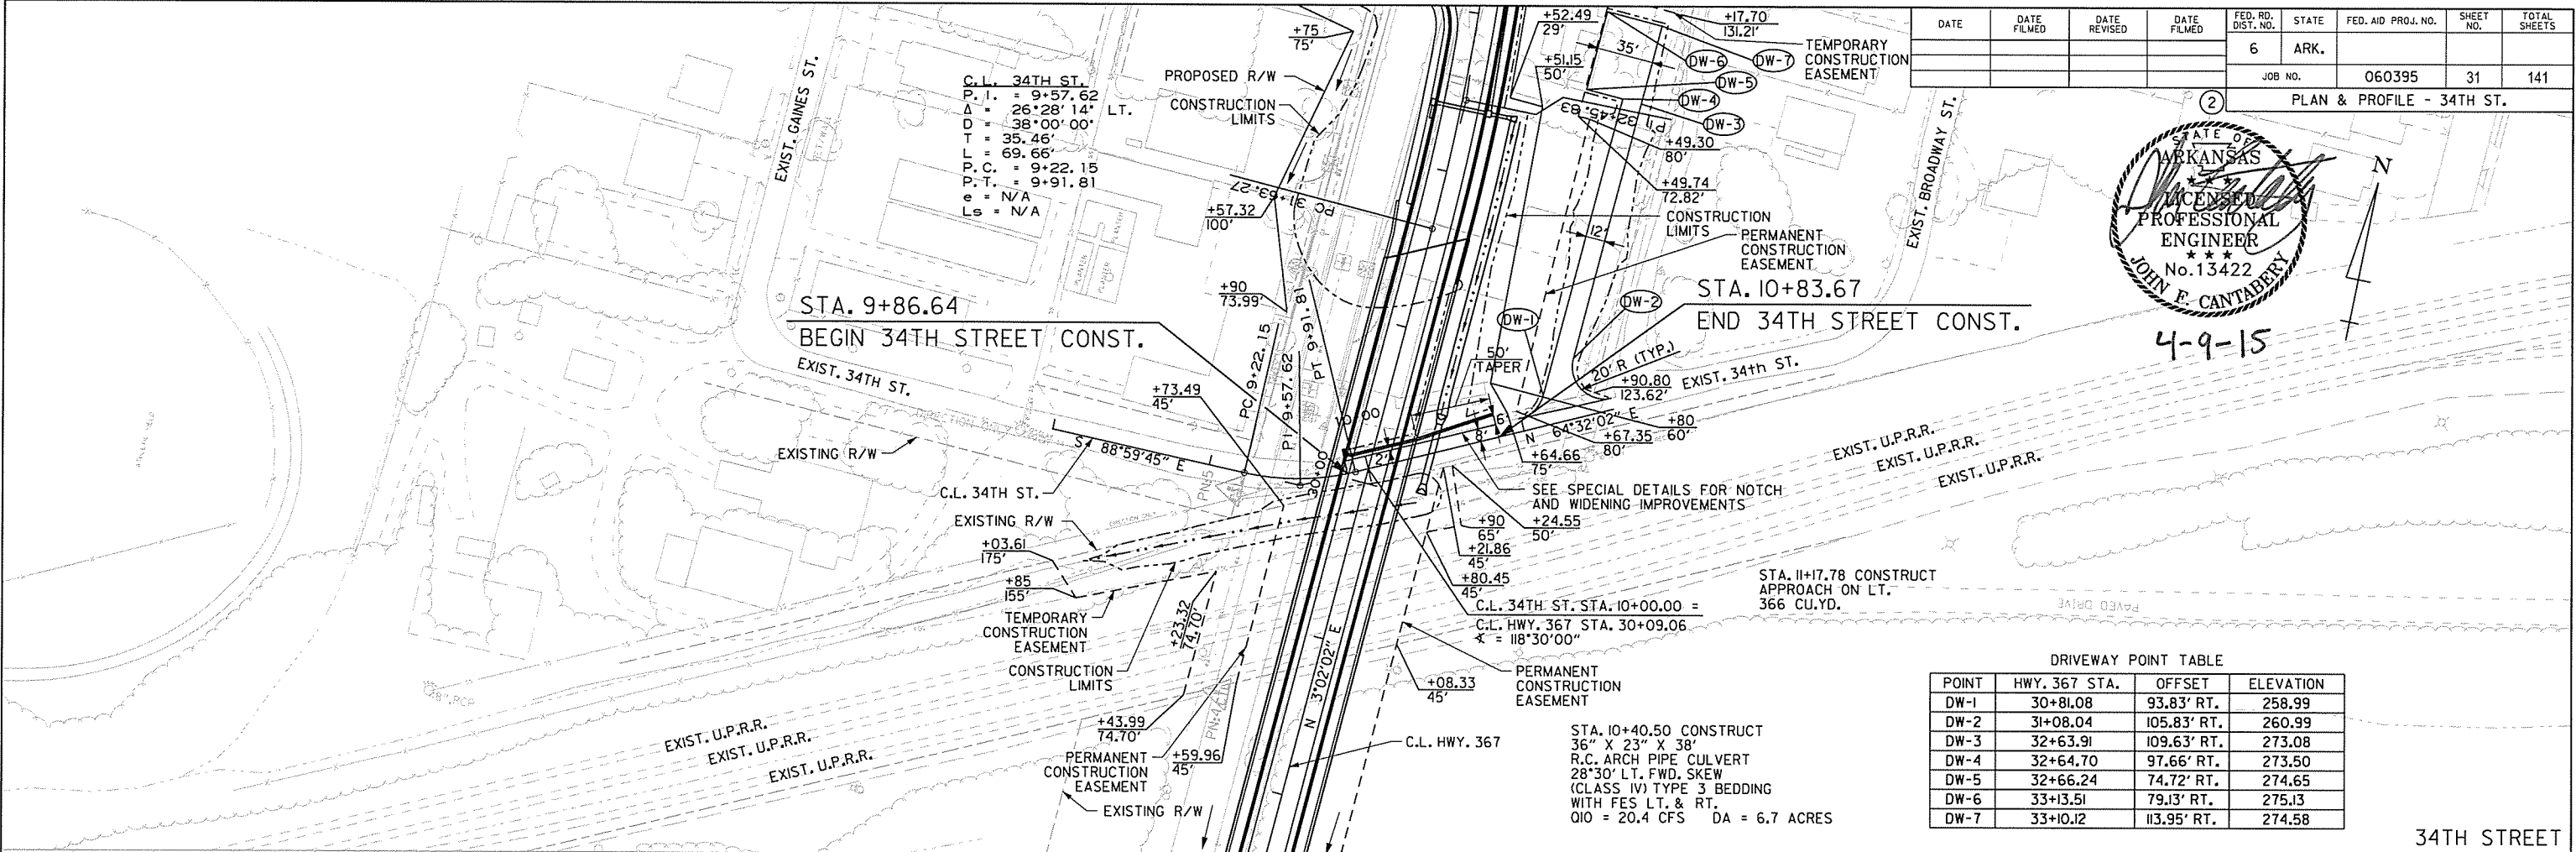 DATE
DATE FILMED
DATE REVISED
DATE FILMED
FED. RD. DIST. NO.
STATE
FED. AID PROJ. NO.
SHEET NO.
TOTAL SHEETS
6
ARK.
JOB NO.
060395
31
141
2
PLAN & PROFILE - 34TH ST.
STATE OF
ARKANSAS
★ ★ ★
LICENSED
PROFESSIONAL
ENGINEER
★ ★ ★
No.13422
JOHN E. CANTABERY
4-9-15
N
C.L. 34TH ST.
P.I. = 9+57.62
Δ = 26°28'14" LT.
D = 38°00'00"
T = 35.46'
L = 69.66'
P.C. = 9+22.15
P.T. = 9+91.81
e = N/A
Ls = N/A
EXIST. GAINES ST.
+75
75'
PROPOSED R/W
CONSTRUCTION
LIMITS
PC 31+63.27
+57.32
100'
+90
73.99'
+52.49
29'
+51.15
50'
35'
+17.70
131.21'
TEMPORARY
CONSTRUCTION
EASEMENT
DW-6
DW-7
DW-5
DW-4
DW-3
PI 32+45.83
+49.30
80'
+49.74
72.82'
CONSTRUCTION
LIMITS
12'
PERMANENT
CONSTRUCTION
EASEMENT
EXIST. BROADWAY ST.
PLANTER
PLANTER
PLANTER
STA. 9+86.64
BEGIN 34TH STREET CONST.
STA. 10+83.67
END 34TH STREET CONST.
DW-1
DW-2
50'
TAPER
20' R (TYP.)
+90.80
123.62'
EXIST. 34th ST.
EXIST. 34TH ST.
+73.49
45'
PC 9+22.15
PI 9+57.62
PT 9+91.81
10+00
30+00
12'
6'
8'
N 64°32'02" E
+80
60'
+67.35
80'
+64.66
75'
EXISTING R/W
S 88°59'45" E
C.L. 34TH ST.
EXISTING R/W
+03.61
175'
+85
155'
TEMPORARY
CONSTRUCTION
EASEMENT
CONSTRUCTION
LIMITS
+23.32
74.70'
SEE SPECIAL DETAILS FOR NOTCH
AND WIDENING IMPROVEMENTS
+90
65'
+24.55
50'
+21.86
45'
+80.45
45'
C.L. 34TH ST. STA. 10+00.00 =
C.L. HWY. 367 STA. 30+09.06
∡ = 118°30'00"
EXIST. U.P.R.R.
EXIST. U.P.R.R.
EXIST. U.P.R.R.
STA. 11+17.78 CONSTRUCT
APPROACH ON LT.
366 CU.YD.
PAVED DRIVE
PERMANENT
CONSTRUCTION
EASEMENT
+08.33
45'
N 3°02'02" E
C.L. HWY. 367
+43.99
74.70'
PERMANENT
CONSTRUCTION
EASEMENT
+59.96
45'
EXISTING R/W
EXIST. U.P.R.R.
EXIST. U.P.R.R.
EXIST. U.P.R.R.
STA. 10+40.50 CONSTRUCT
36" X 23" X 38'
R.C. ARCH PIPE CULVERT
28°30' LT. FWD. SKEW
(CLASS IV) TYPE 3 BEDDING
WITH FES LT. & RT.
Q10 = 20.4 CFS DA = 6.7 ACRES
DRIVEWAY POINT TABLE
POINT HWY. 367 STA. OFFSET ELEVATION
DW-1 30+81.08 93.83' RT. 258.99
DW-2 31+08.04 105.83' RT. 260.99
DW-3 32+63.91 109.63' RT. 273.08
DW-4 32+64.70 97.66' RT. 273.50
DW-5 32+66.24 74.72' RT. 274.65
DW-6 33+13.51 79.13' RT. 275.13
DW-7 33+10.12 113.95' RT. 274.58
34TH STREET